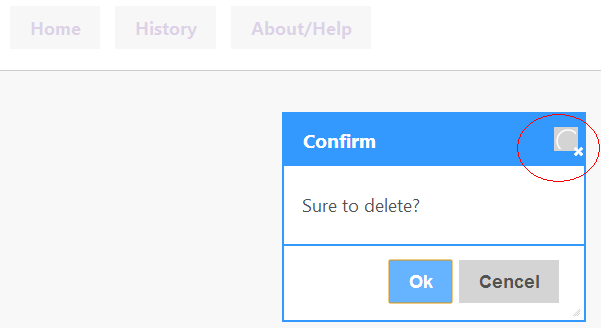 Home History About/Help
Confirm
Sure to delete?
Ok Cencel